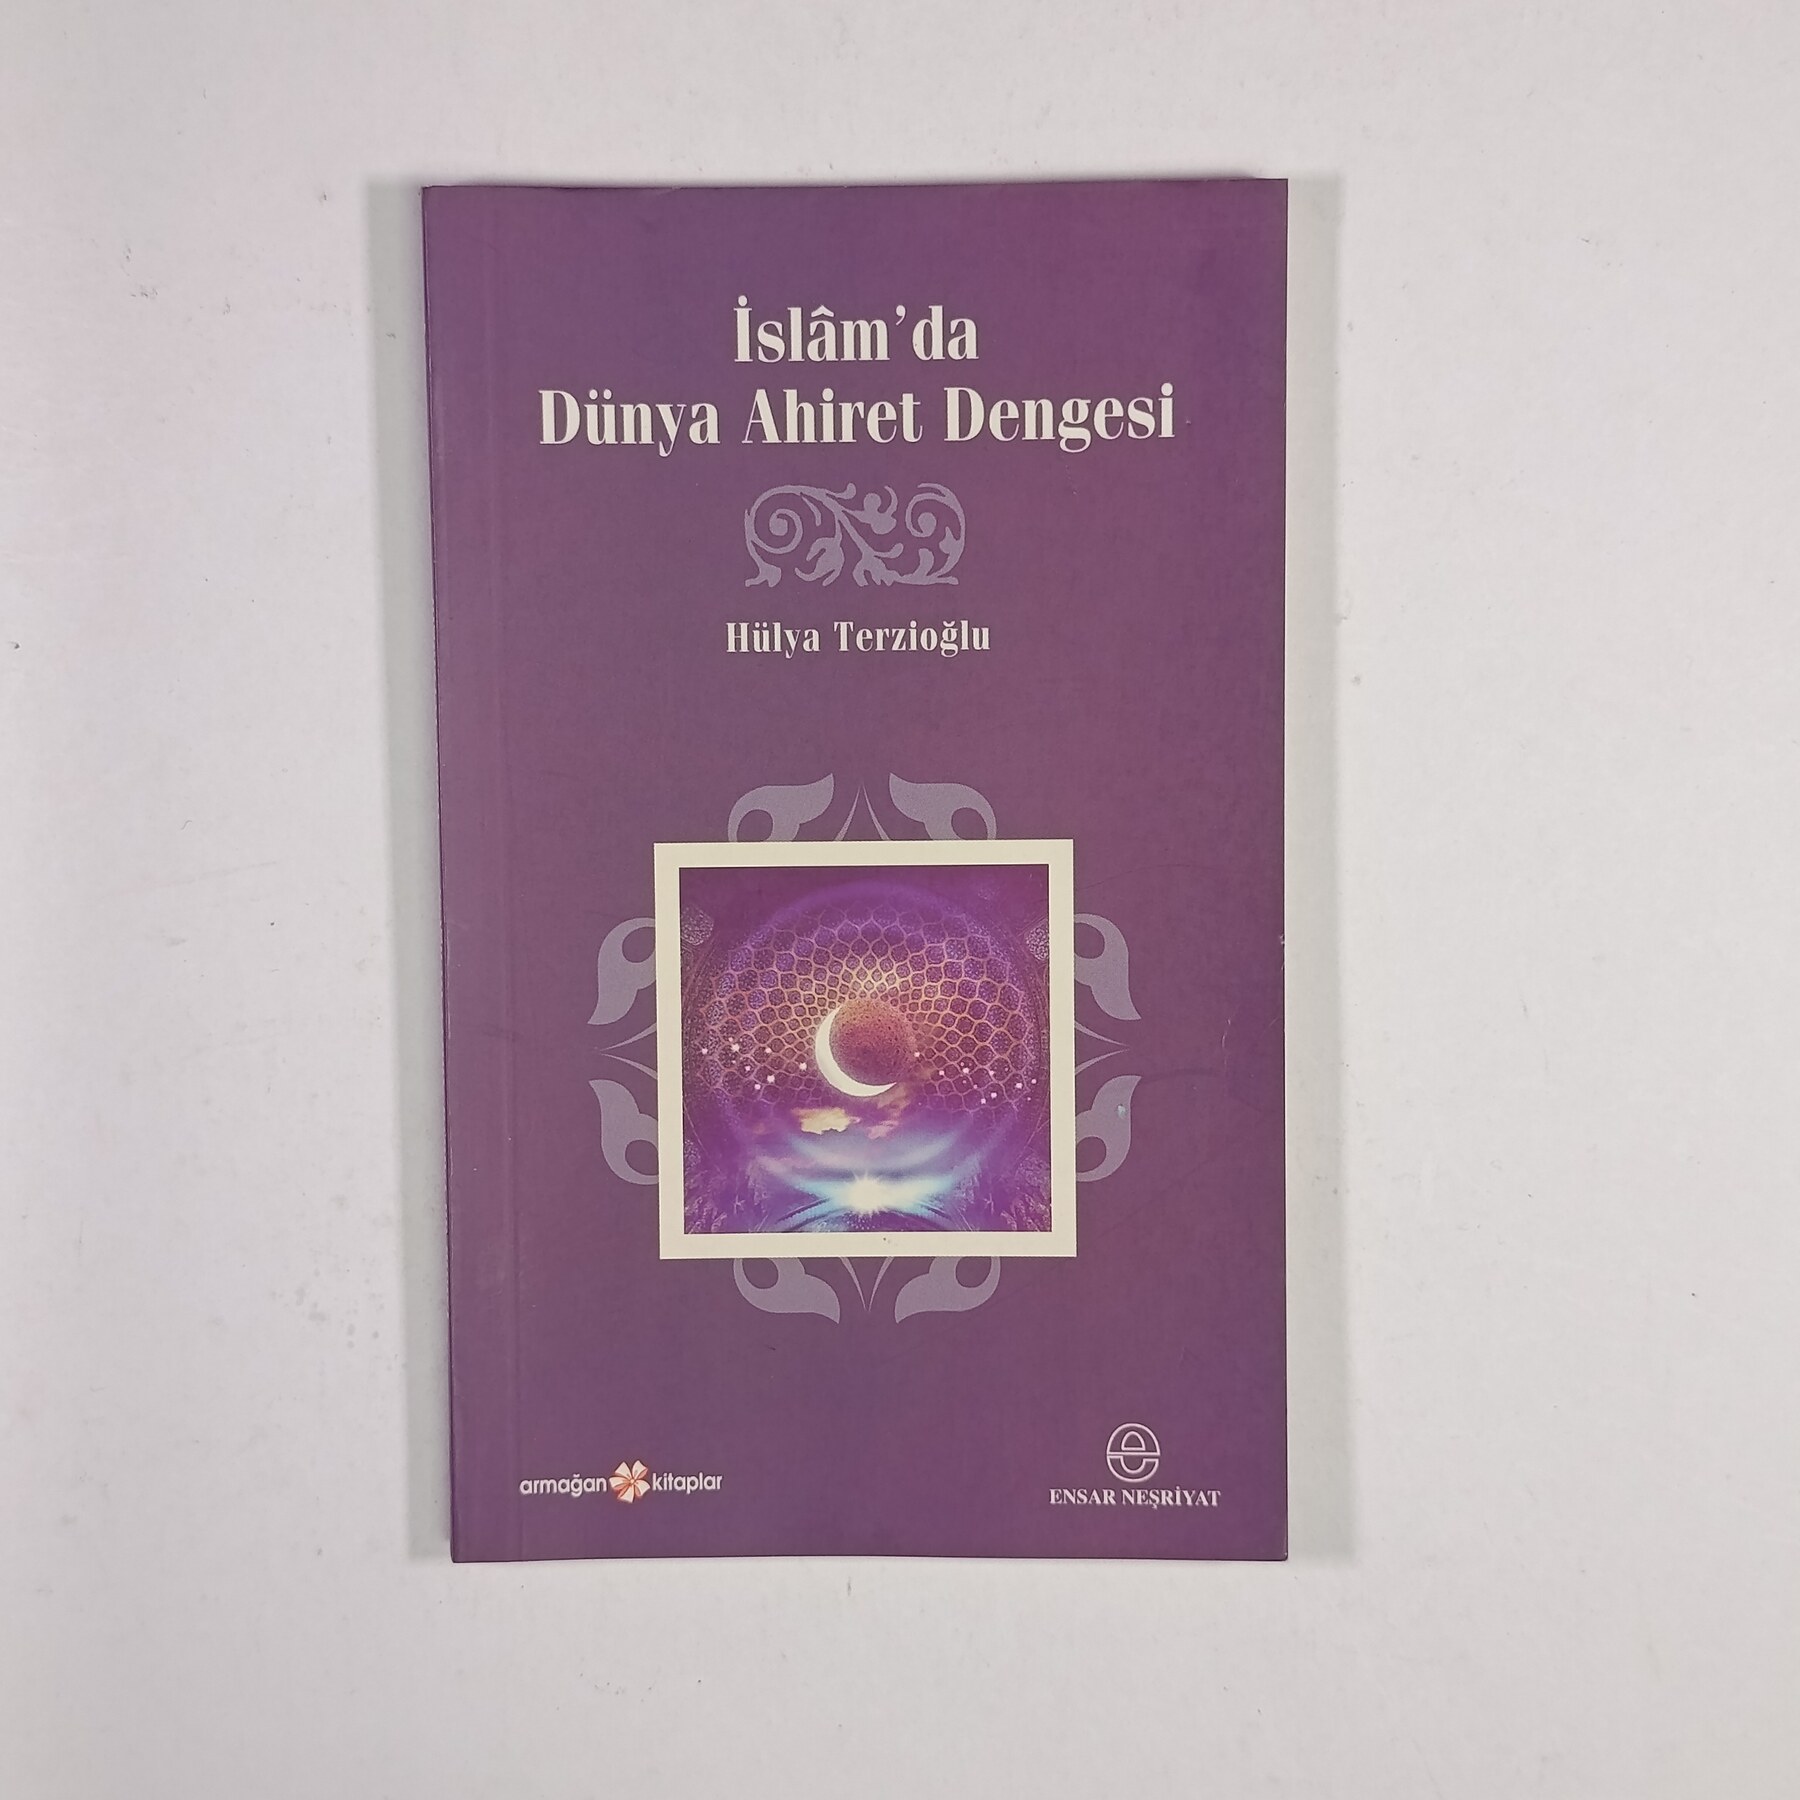 İslâm'da
Dünya Ahiret Dengesi
Hülya Terzioğlu
armağan kitaplar
ENSAR NEŞRİYAT